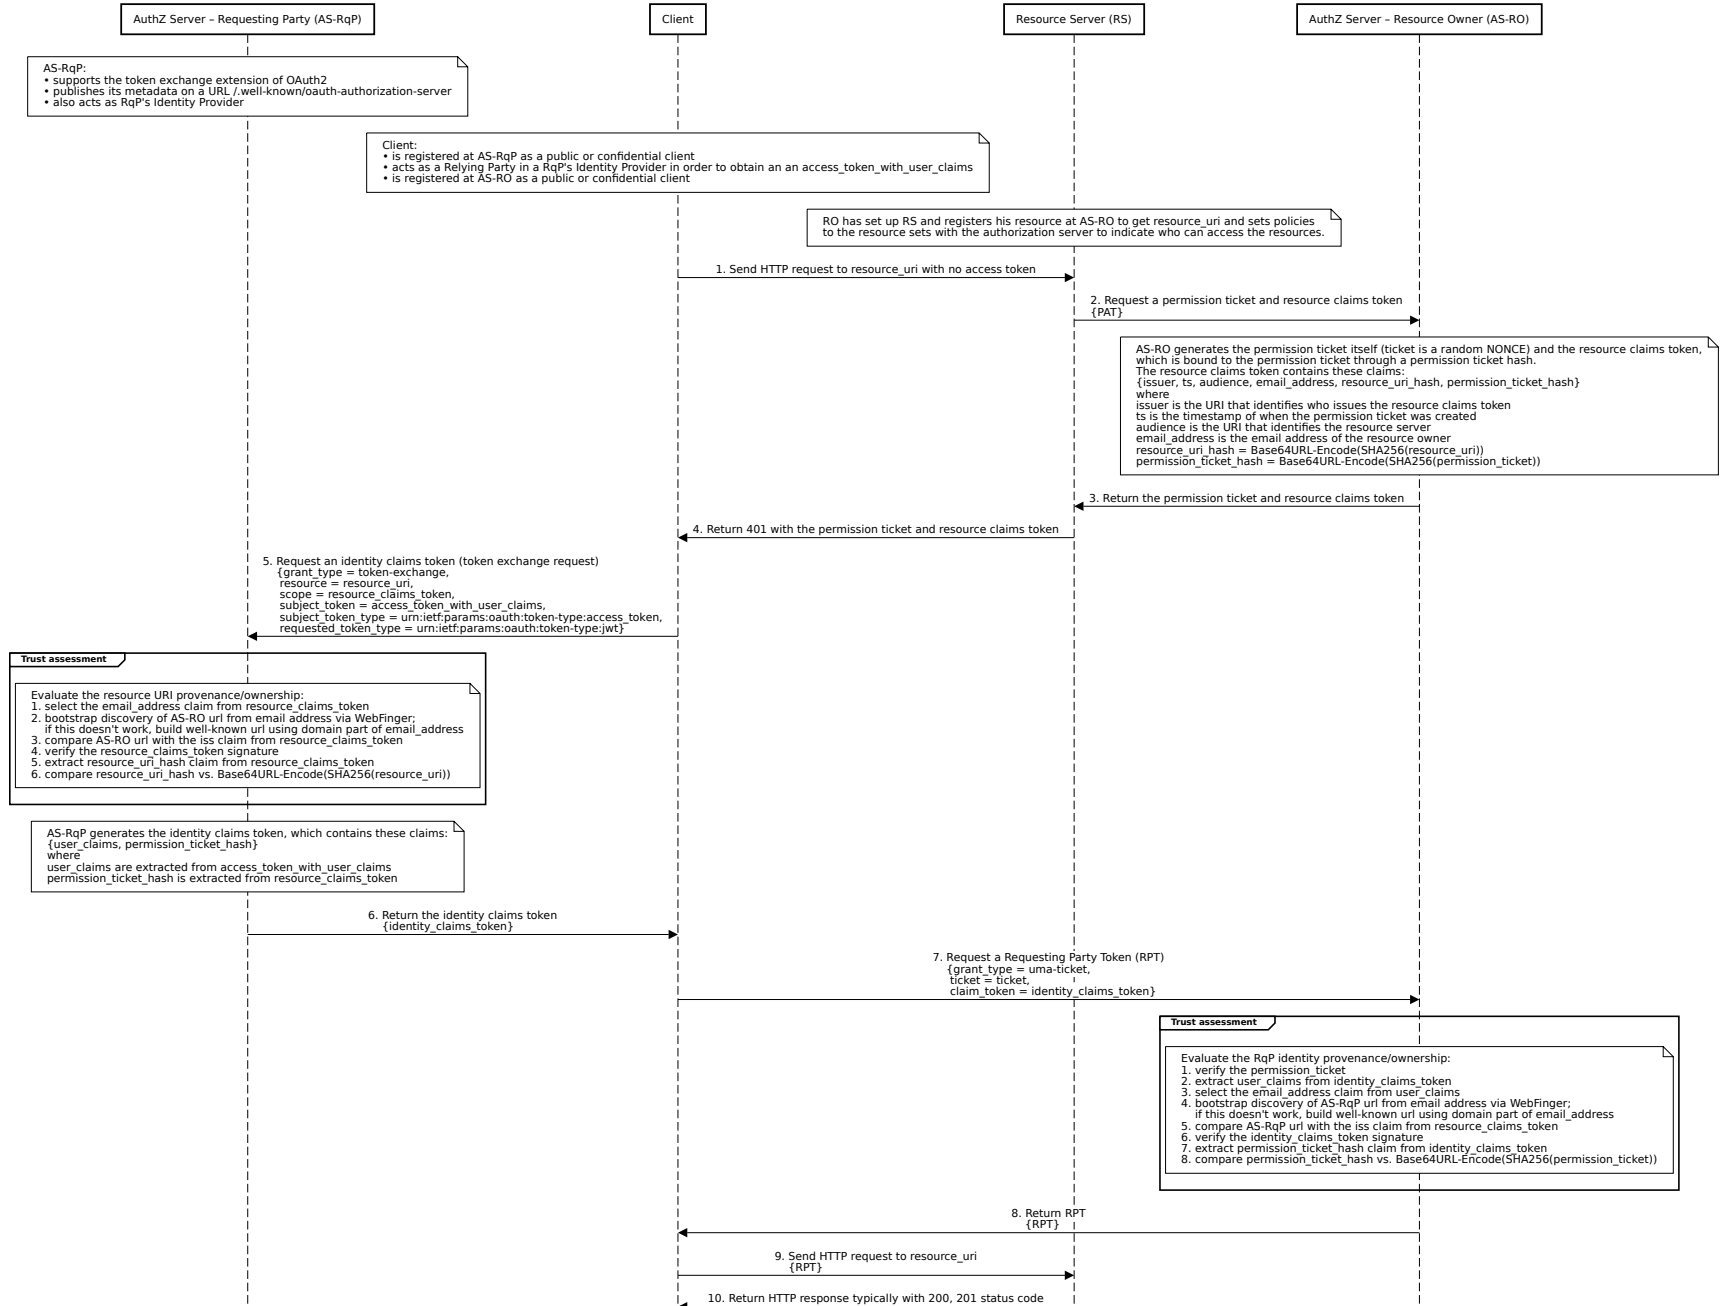 AuthZ Server – Requesting Party (AS-RqP)
Client
Resource Server (RS)
AuthZ Server – Resource Owner (AS-RO)
AS-RqP:
• supports the token exchange extension of OAuth2
• publishes its metadata on a URL /.well-known/oauth-authorization-server
• also acts as RqP's Identity Provider
Client:
• is registered at AS-RqP as a public or confidential client
• acts as a Relying Party in a RqP's Identity Provider in order to obtain an an access_token_with_user_claims
• is registered at AS-RO as a public or confidential client
RO has set up RS and registers his resource at AS-RO to get resource_uri and sets policies
to the resource sets with the authorization server to indicate who can access the resources.
1. Send HTTP request to resource_uri with no access token
2. Request a permission ticket and resource claims token
{PAT}
AS-RO generates the permission ticket itself (ticket is a random NONCE) and the resource claims token,
which is bound to the permission ticket through a permission ticket hash.
The resource claims token contains these claims:
{issuer, ts, audience, email_address, resource_uri_hash, permission_ticket_hash}
where
issuer is the URI that identifies who issues the resource claims token
ts is the timestamp of when the permission ticket was created
audience is the URI that identifies the resource server
email_address is the email address of the resource owner
resource_uri_hash = Base64URL-Encode(SHA256(resource_uri))
permission_ticket_hash = Base64URL-Encode(SHA256(permission_ticket))
3. Return the permission ticket and resource claims token
4. Return 401 with the permission ticket and resource claims token
5. Request an identity claims token (token exchange request)
{grant_type = token-exchange,
resource = resource_uri,
scope = resource_claims_token,
subject_token = access_token_with_user_claims,
subject_token_type = urn:ietf:params:oauth:token-type:access_token,
requested_token_type = urn:ietf:params:oauth:token-type:jwt}
Trust assessment
Evaluate the resource URI provenance/ownership:
1. select the email_address claim from resource_claims_token
2. bootstrap discovery of AS-RO url from email address via WebFinger;
if this doesn't work, build well-known url using domain part of email_address
3. compare AS-RO url with the iss claim from resource_claims_token
4. verify the resource_claims_token signature
5. extract resource_uri_hash claim from resource_claims_token
6. compare resource_uri_hash vs. Base64URL-Encode(SHA256(resource_uri))
AS-RqP generates the identity claims token, which contains these claims:
{user_claims, permission_ticket_hash}
where
user_claims are extracted from access_token_with_user_claims
permission_ticket_hash is extracted from resource_claims_token
6. Return the identity claims token
{identity_claims_token}
7. Request a Requesting Party Token (RPT)
{grant_type = uma-ticket,
ticket = ticket,
claim_token = identity_claims_token}
Trust assessment
Evaluate the RqP identity provenance/ownership:
1. verify the permission_ticket
2. extract user_claims from identity_claims_token
3. select the email_address claim from user_claims
4. bootstrap discovery of AS-RqP url from email address via WebFinger;
if this doesn't work, build well-known url using domain part of email_address
5. compare AS-RqP url with the iss claim from resource_claims_token
6. verify the identity_claims_token signature
7. extract permission_ticket_hash claim from identity_claims_token
8. compare permission_ticket_hash vs. Base64URL-Encode(SHA256(permission_ticket))
8. Return RPT
{RPT}
9. Send HTTP request to resource_uri
{RPT}
10. Return HTTP response typically with 200, 201 status code